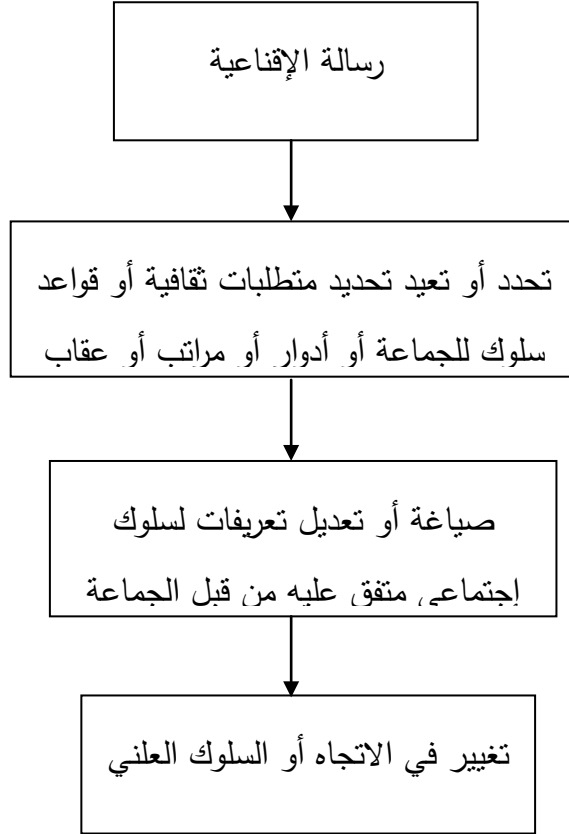 رسالة الإقناعية
تحدد أو تعيد تحديد متطلبات ثقافية أو قواعد
سلوك للجماعة أو أدوار أو مراتب أو عقاب
صياغة أو تعديل تعريفات لسلوك
إجتماعي متفق عليه من قبل الجماعة
تغيير في الاتجاه أو السلوك العلني